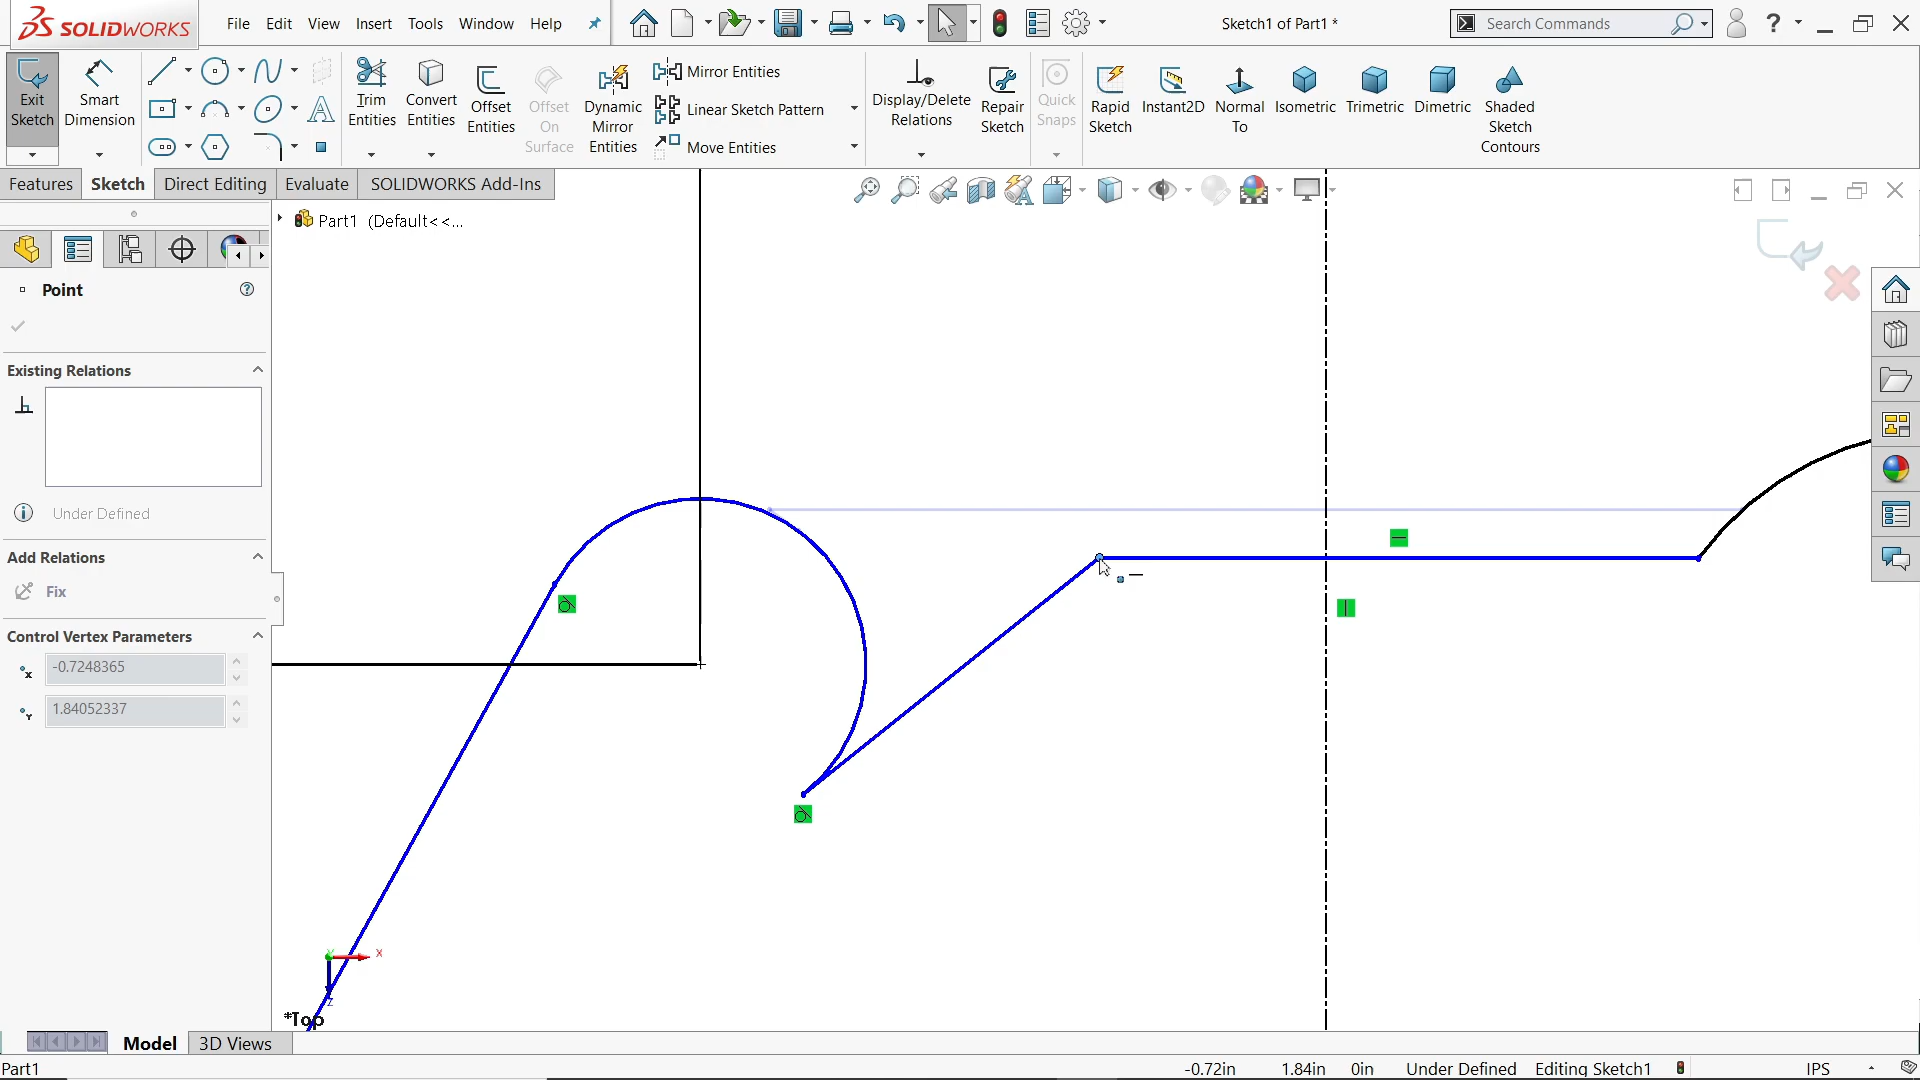 SOLIDWORKS File Edit View Insert Tools Window Help Sketch1 of Part1 * Search Commands ?
Exit Sketch
Smart Dimension
Trim Entities
Convert Entities
Offset Entities
Offset On Surface
Dynamic Mirror Entities
Mirror Entities
Linear Sketch Pattern
Move Entities
Display/Delete Relations
Repair Sketch
Quick Snaps
Rapid Sketch
Instant2D
Normal To
Isometric
Trimetric
Dimetric
Shaded Sketch Contours
Features Sketch Direct Editing Evaluate SOLIDWORKS Add-Ins
Part1 (Default<<...
Point
Existing Relations
Under Defined
Add Relations
Fix
Control Vertex Parameters
x -0.7248365
Y 1.84052337
Y X
Z
*Top
Model 3D Views
Part1 -0.72in 1.84in 0in Under Defined Editing Sketch1 IPS